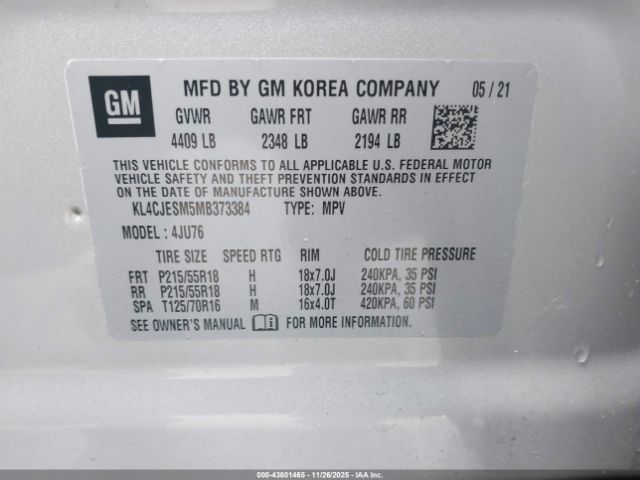 GM
MFD BY GM KOREA COMPANY 05 / 21
GVWR GAWR FRT GAWR RR
4409 LB 2348 LB 2194 LB
THIS VEHICLE CONFORMS TO ALL APPLICABLE U.S. FEDERAL MOTOR
VEHICLE SAFETY AND THEFT PREVENTION STANDARDS IN EFFECT
ON THE DATE OF MANUFACTURE SHOWN ABOVE.
KL4CJESM5MB373384 TYPE: MPV
MODEL : 4JU76
TIRE SIZE SPEED RTG RIM COLD TIRE PRESSURE
FRT P215/55R18 H 18x7.0J 240KPA, 35 PSI
RR P215/55R18 H 18x7.0J 240KPA, 35 PSI
SPA T125/70R16 M 16x4.0T 420KPA, 60 PSI
SEE OWNER'S MANUAL FOR MORE INFORMATION.
000-43801465 - 11/26/2025 - IAAI.CA